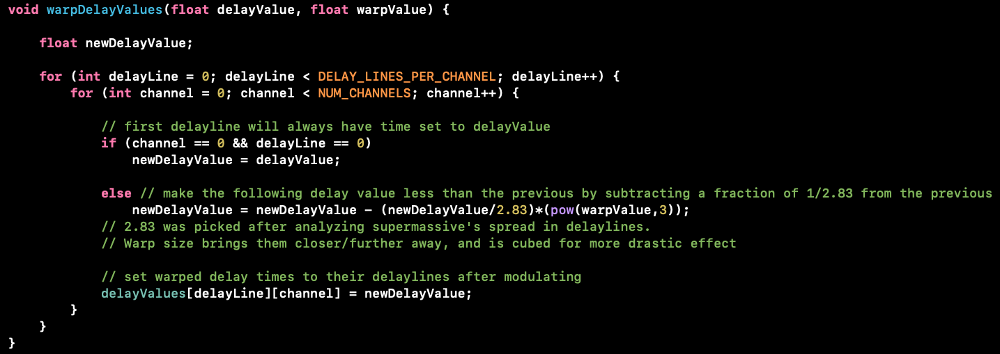 void warpDelayValues(float delayValue, float warpValue) {
float newDelayValue;
for (int delayLine = 0; delayLine < DELAY_LINES_PER_CHANNEL; delayLine++) {
for (int channel = 0; channel < NUM_CHANNELS; channel++) {
// first delayline will always have time set to delayValue
if (channel == 0 && delayLine == 0)
newDelayValue = delayValue;
else // make the following delay value less than the previous by subtracting a fraction of 1/2.83 from the previous
newDelayValue = newDelayValue - (newDelayValue/2.83)*(pow(warpValue,3));
// 2.83 was picked after analyzing supermassive's spread in delaylines.
// Warp size brings them closer/further away, and is cubed for more drastic effect
// set warped delay times to their delaylines after modulating
delayValues[delayLine][channel] = newDelayValue;
}
}
}